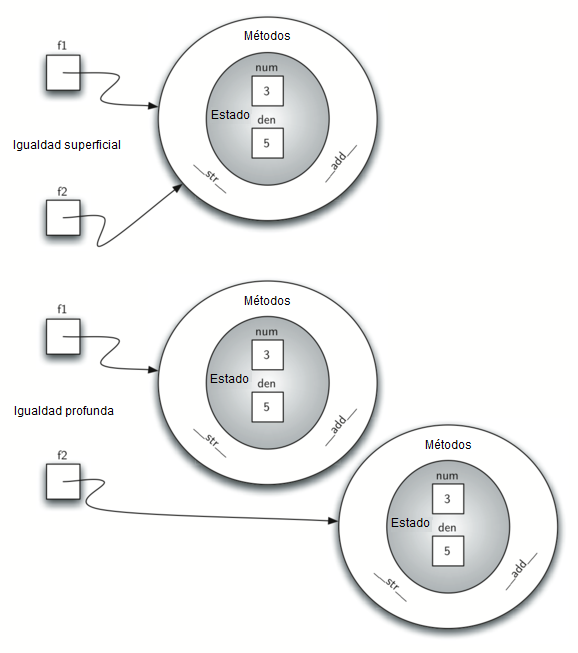 f1
Métodos
num
3
Estado
den
5
Igualdad superficial
__str__
__add__
f2
f1
Métodos
num
3
Estado
den
5
Igualdad profunda
__str__
__add__
f2
Métodos
num
3
Estado
den
5
__str__
__add__